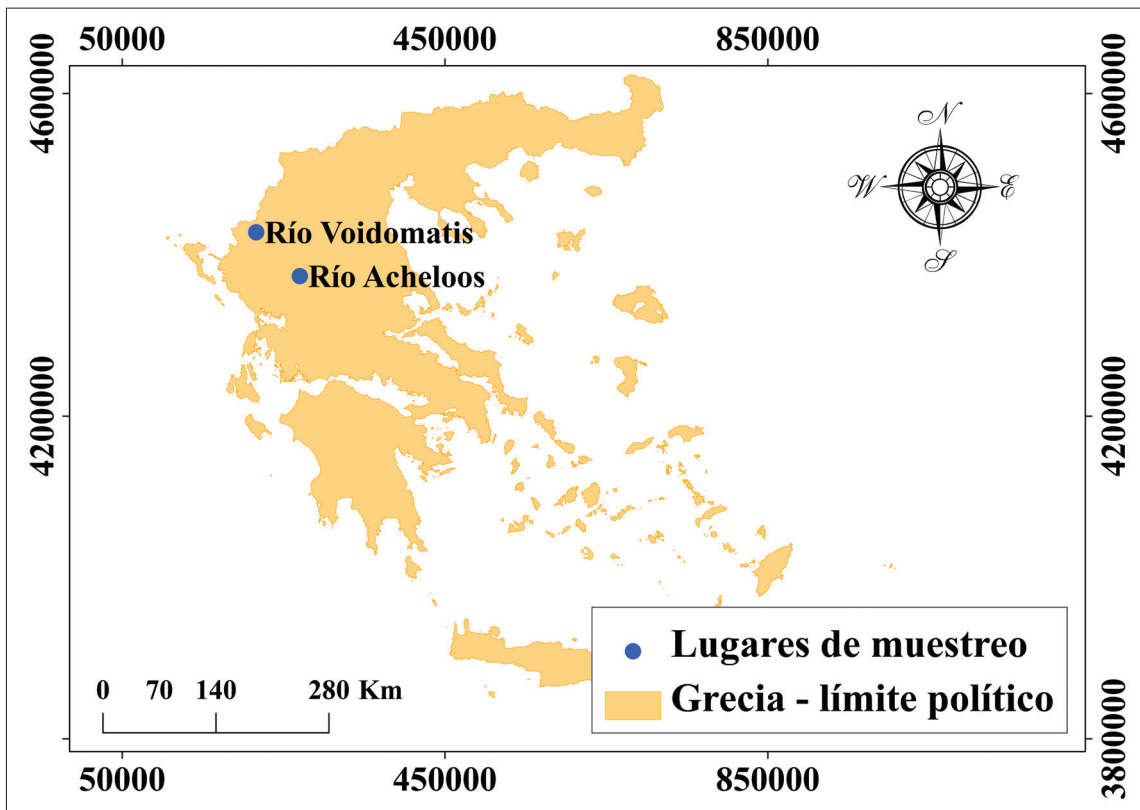 50000 450000 850000
4600000 4600000
N
W E
S
Río Voidomatis
Río Acheloos
4200000 4200000
Lugares de muestreo
Grecia - límite político
0 70 140 280 Km
3800000
50000 450000 850000